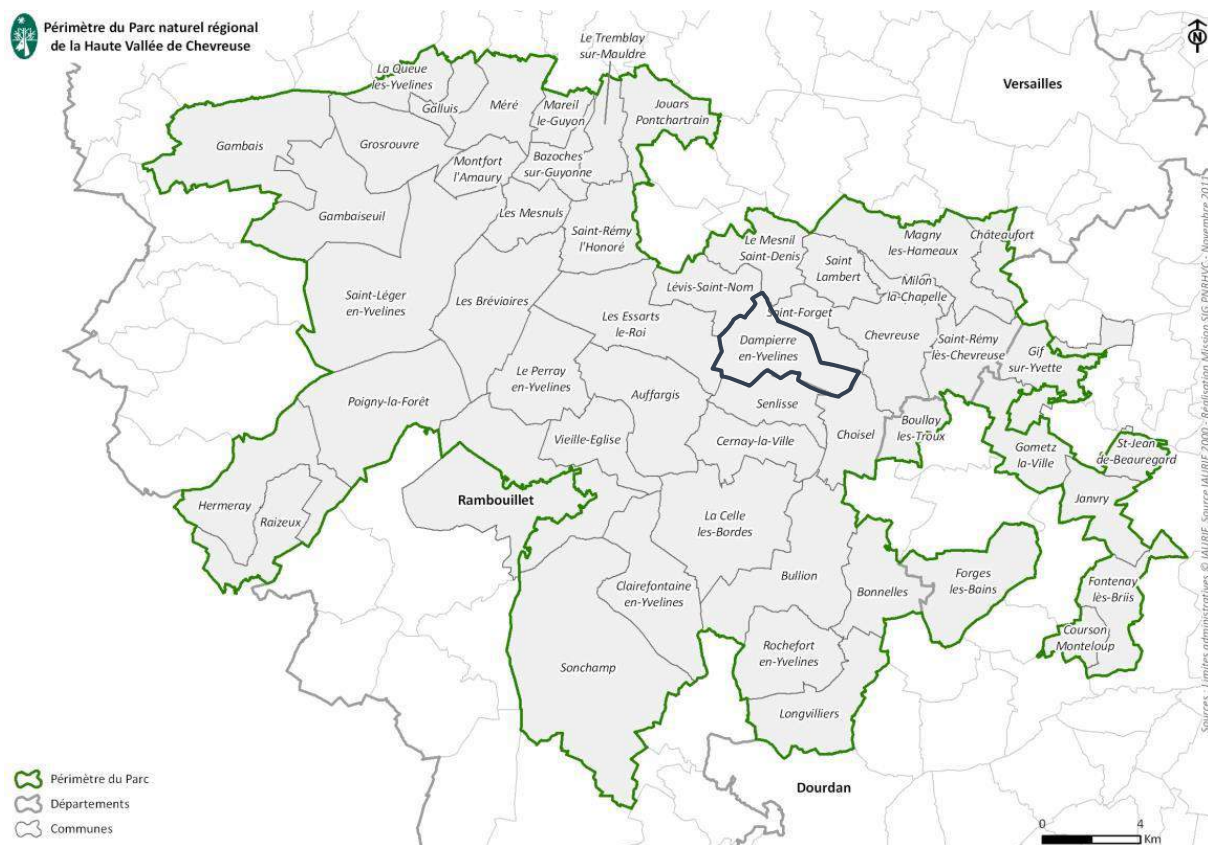 Périmètre du Parc naturel régional
de la Haute Vallée de Chevreuse
N
Le Tremblay
sur-Mauldre
La Queue
les-Yvelines
Versailles
Galluis
Méré
Mareil
le-Guyon
Jouars
Pontchartrain
Gambais
Grosrouvre
Montfort
l'Amaury
Bazoches
sur-Guyonne
Gambaiseuil
Les Mesnuls
Saint-Rémy
l'Honoré
Le Mesnil
Saint-Denis
Magny
les-Hameaux
Châteaufort
Saint
Lambert
Milon
la-Chapelle
Saint-Léger
en-Yvelines
Les Bréviaires
Lévis-Saint-Nom
Saint-Forget
Les Essarts
le-Roi
Dampierre
en-Yvelines
Chevreuse
Saint-Rémy
lès-Chevreuse
Gif
sur-Yvette
Le Perray
en-Yvelines
Auffargis
Poigny-la-Forêt
Senlisse
Vieille-Eglise
Cernay-la-Ville
Choisel
Boullay
les-Troux
Gometz
la-Ville
St-Jean
de-Beauregard
Janvry
Rambouillet
Hermeray
Raizeux
La Celle
les-Bordes
Clairefontaine
en-Yvelines
Bullion
Bonnelles
Forges
les-Bains
Fontenay
lès-Briis
Courson
Monteloup
Rochefort
en-Yvelines
Sonchamp
Longvilliers
Dourdan
Périmètre du Parc
Départements
Communes
0 4
Km